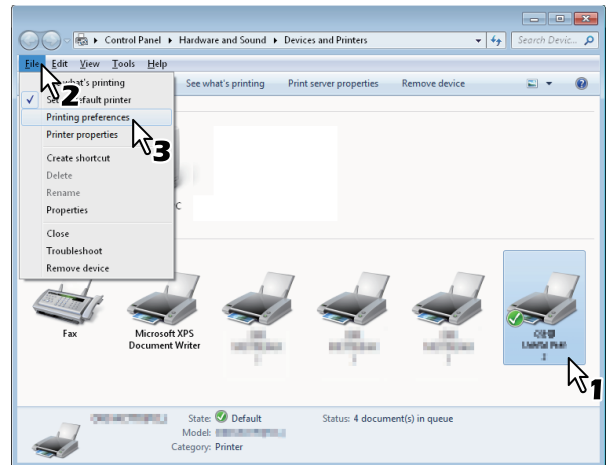 Control Panel ▸ Hardware and Sound ▸ Devices and Printers
Search Devic...
File Edit View Tools Help
2
what's printing
See what's printing Print server properties Remove device
default printer
Printing preferences
3
Printer properties
Create shortcut
Delete
Rename
Properties
C
Close
Troubleshoot
Remove device
Fax
Microsoft XPS
Document Writer
1
State: Default Status: 4 document(s) in queue
Model:
Category: Printer